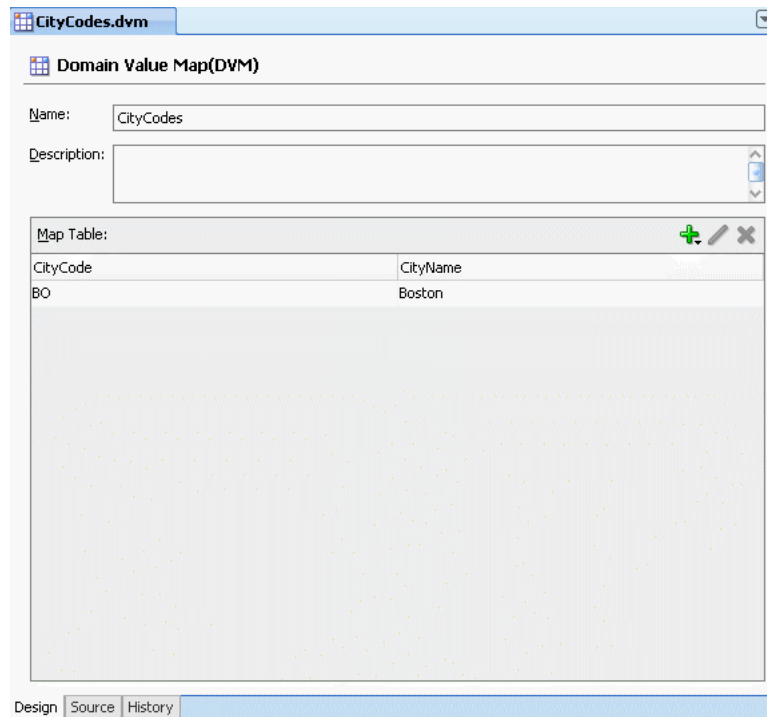 CityCodes.dvm
Domain Value Map(DVM)
Name: CityCodes
Description:
Map Table:
CityCode CityName
BO Boston
Design Source History